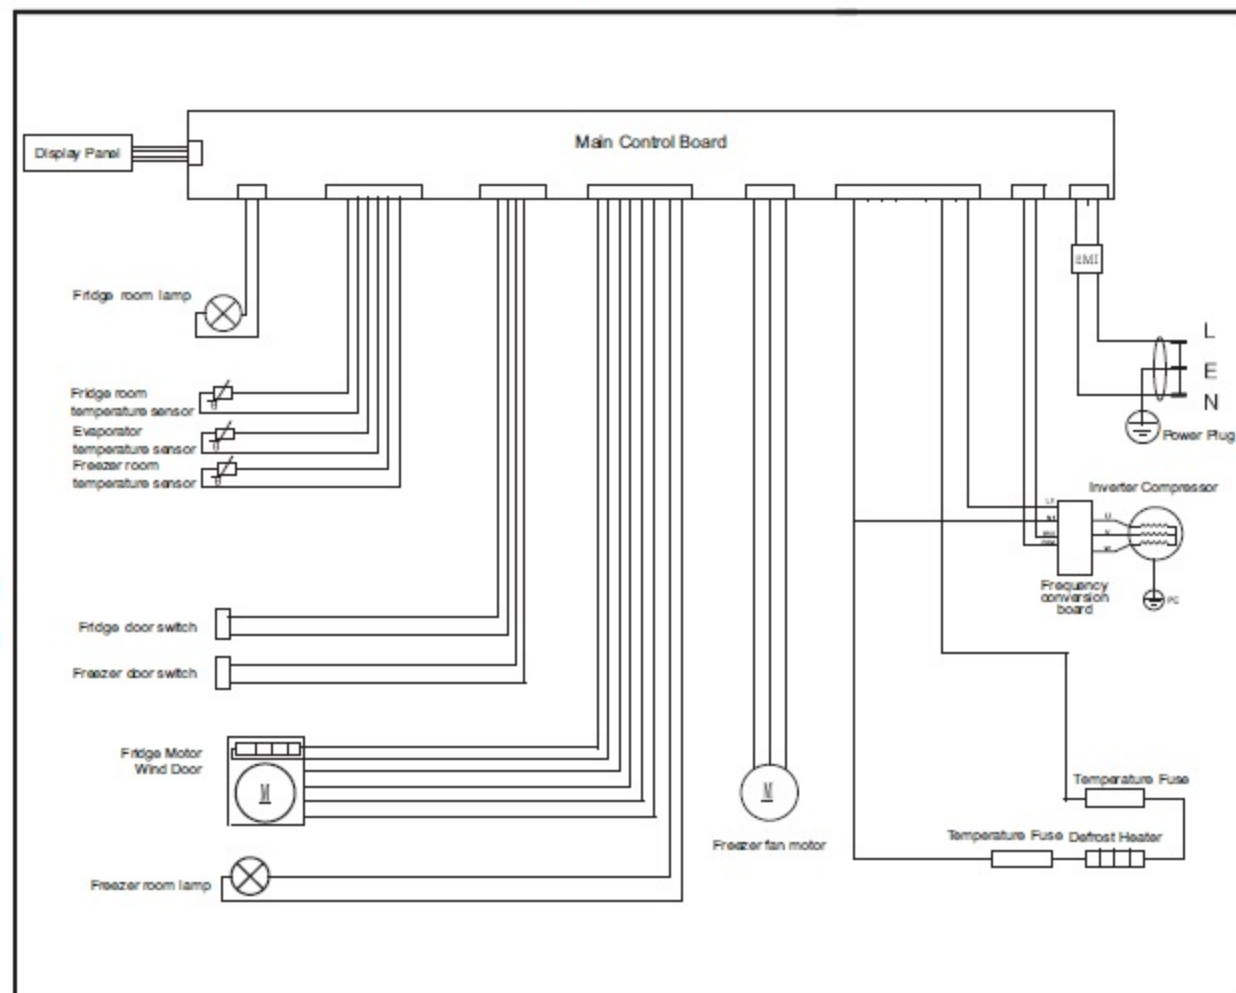 Main Control Board
Display Panel
EMI
Fridge room lamp
L
E
N
Power Plug
Fridge room
temperature sensor
Evaporator
temperature sensor
Freezer room
temperature sensor
Inverter Compressor
Frequency
conversion
board
Fridge door switch
Freezer door switch
Fridge Motor
Wind Door
M
M
Freezer fan motor
Temperature Fuse
Temperature Fuse Defrost Heater
Freezer room lamp